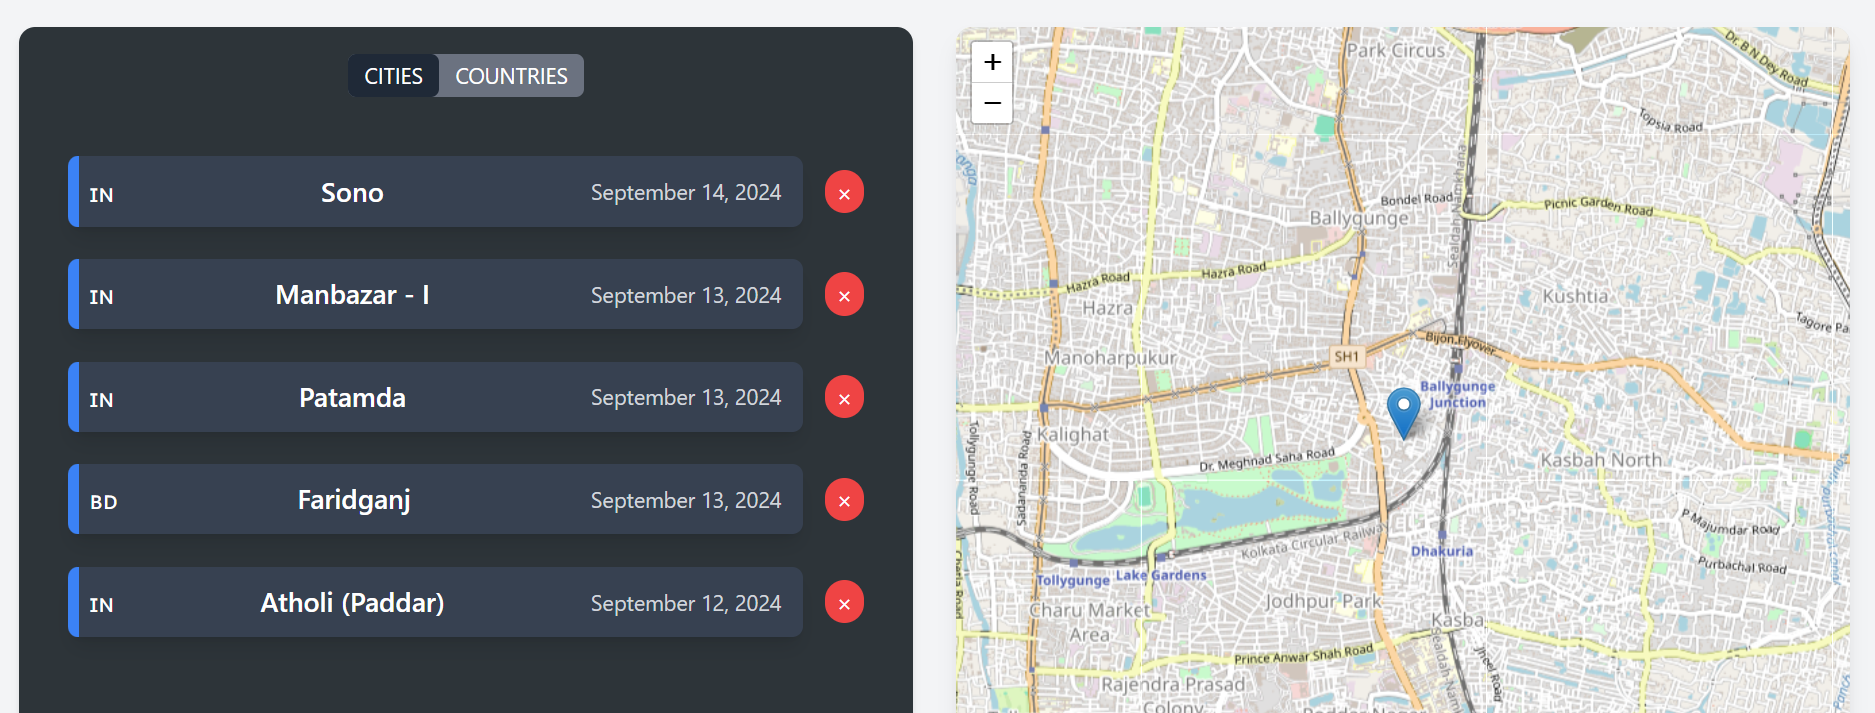 CITIES COUNTRIES
IN Sono September 14, 2024 ×
IN Manbazar - I September 13, 2024 ×
IN Patamda September 13, 2024 ×
BD Faridganj September 13, 2024 ×
IN Atholi (Paddar) September 12, 2024 ×
+
−
Park Circus
Dr. B N Dey Road
Topsia Road
Bondel Road
Picnic Garden Road
Ballygunge
Hazra Road
Hazra Road
Kushtia
Hazra
Tagore Pa
Manoharpukur
SH1
Bijon Flyover
Ballygunge
Junction
Kalighat
Tollygunge Road
Sadananda Road
Dr. Meghnad Saha Road
Kasbah North
P Majumdar Road
Kolkata Circular Railway
Dhakuria
Purbachal Road
Tollygunge
Lake Gardens
Jodhpur Park
Charu Market
Area
Kasba
Prince Anwar Shah Road
Jheel Road
Rajendra Prasad
Colony